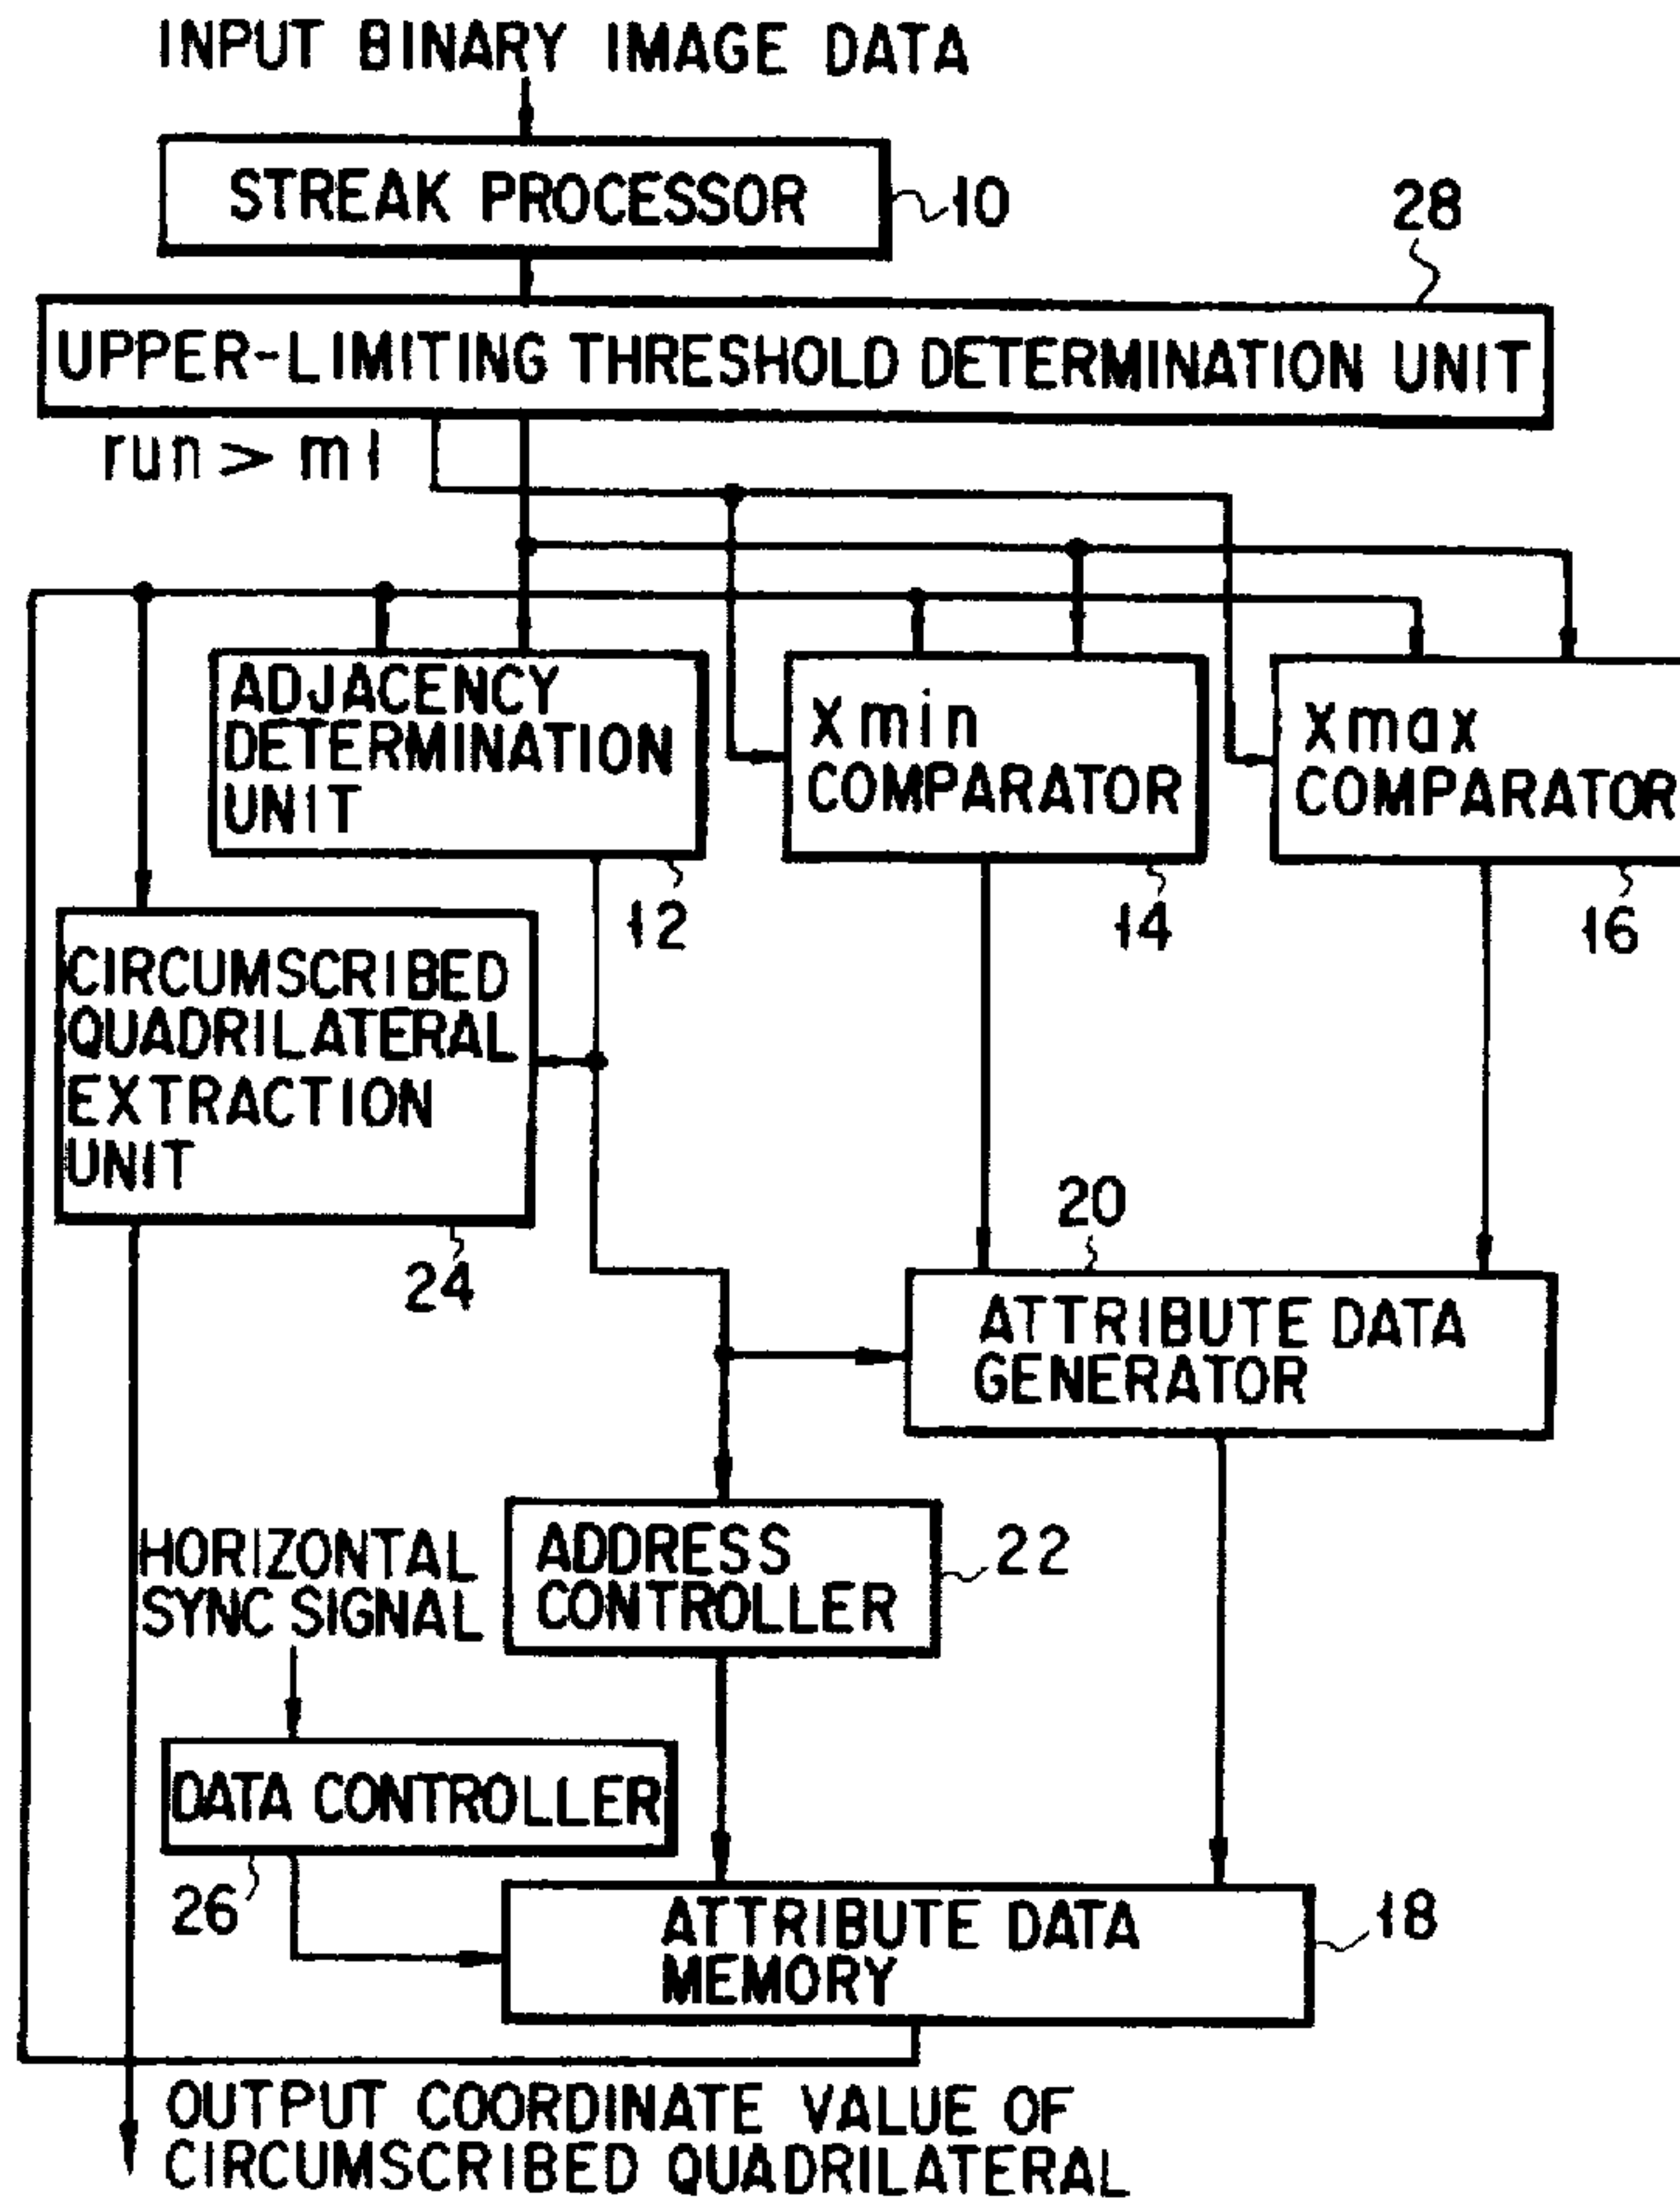 INPUT BINARY IMAGE DATA
STREAK PROCESSOR
10
28
UPPER-LIMITING THRESHOLD DETERMINATION UNIT
run > m1
ADJACENCY
DETERMINATION
UNIT
Xmin
COMPARATOR
Xmax
COMPARATOR
12
14
16
CIRCUMSCRIBED
QUADRILATERAL
EXTRACTION
UNIT
24
20
ATTRIBUTE DATA
GENERATOR
HORIZONTAL
SYNC SIGNAL
ADDRESS
CONTROLLER
22
DATA CONTROLLER
26
ATTRIBUTE DATA
MEMORY
18
OUTPUT COORDINATE VALUE OF
CIRCUMSCRIBED QUADRILATERAL